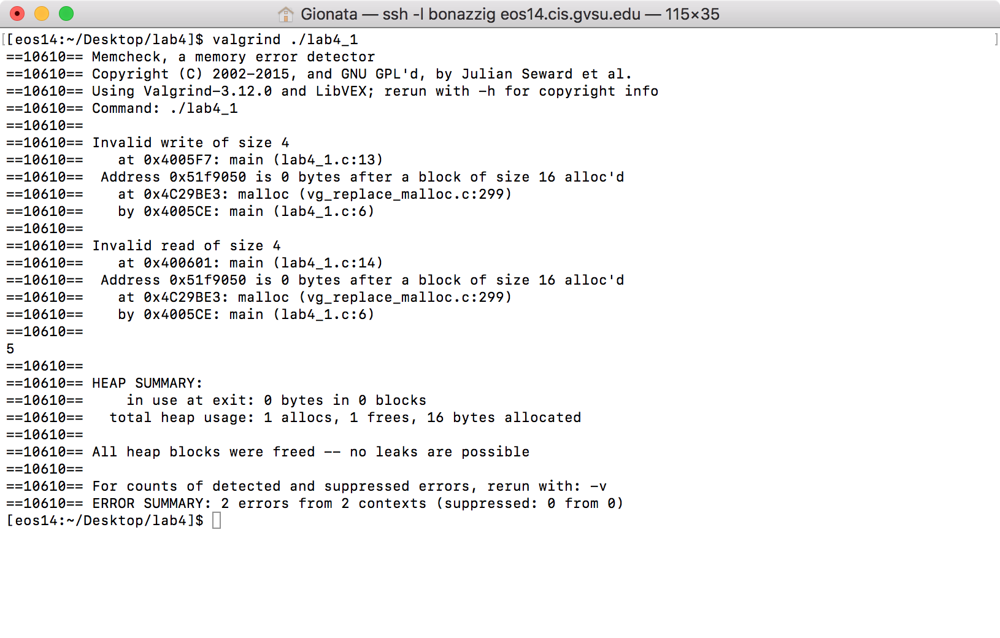 Gionata — ssh -l bonazzig eos14.cis.gvsu.edu — 115×35
[[eos14:~/Desktop/lab4]$ valgrind ./lab4_1 ]
==10610== Memcheck, a memory error detector
==10610== Copyright (C) 2002-2015, and GNU GPL'd, by Julian Seward et al.
==10610== Using Valgrind-3.12.0 and LibVEX; rerun with -h for copyright info
==10610== Command: ./lab4_1
==10610==
==10610== Invalid write of size 4
==10610==    at 0x4005F7: main (lab4_1.c:13)
==10610==  Address 0x51f9050 is 0 bytes after a block of size 16 alloc'd
==10610==    at 0x4C29BE3: malloc (vg_replace_malloc.c:299)
==10610==    by 0x4005CE: main (lab4_1.c:6)
==10610==
==10610== Invalid read of size 4
==10610==    at 0x400601: main (lab4_1.c:14)
==10610==  Address 0x51f9050 is 0 bytes after a block of size 16 alloc'd
==10610==    at 0x4C29BE3: malloc (vg_replace_malloc.c:299)
==10610==    by 0x4005CE: main (lab4_1.c:6)
==10610==
5
==10610==
==10610== HEAP SUMMARY:
==10610==     in use at exit: 0 bytes in 0 blocks
==10610==   total heap usage: 1 allocs, 1 frees, 16 bytes allocated
==10610==
==10610== All heap blocks were freed -- no leaks are possible
==10610==
==10610== For counts of detected and suppressed errors, rerun with: -v
==10610== ERROR SUMMARY: 2 errors from 2 contexts (suppressed: 0 from 0)
[eos14:~/Desktop/lab4]$